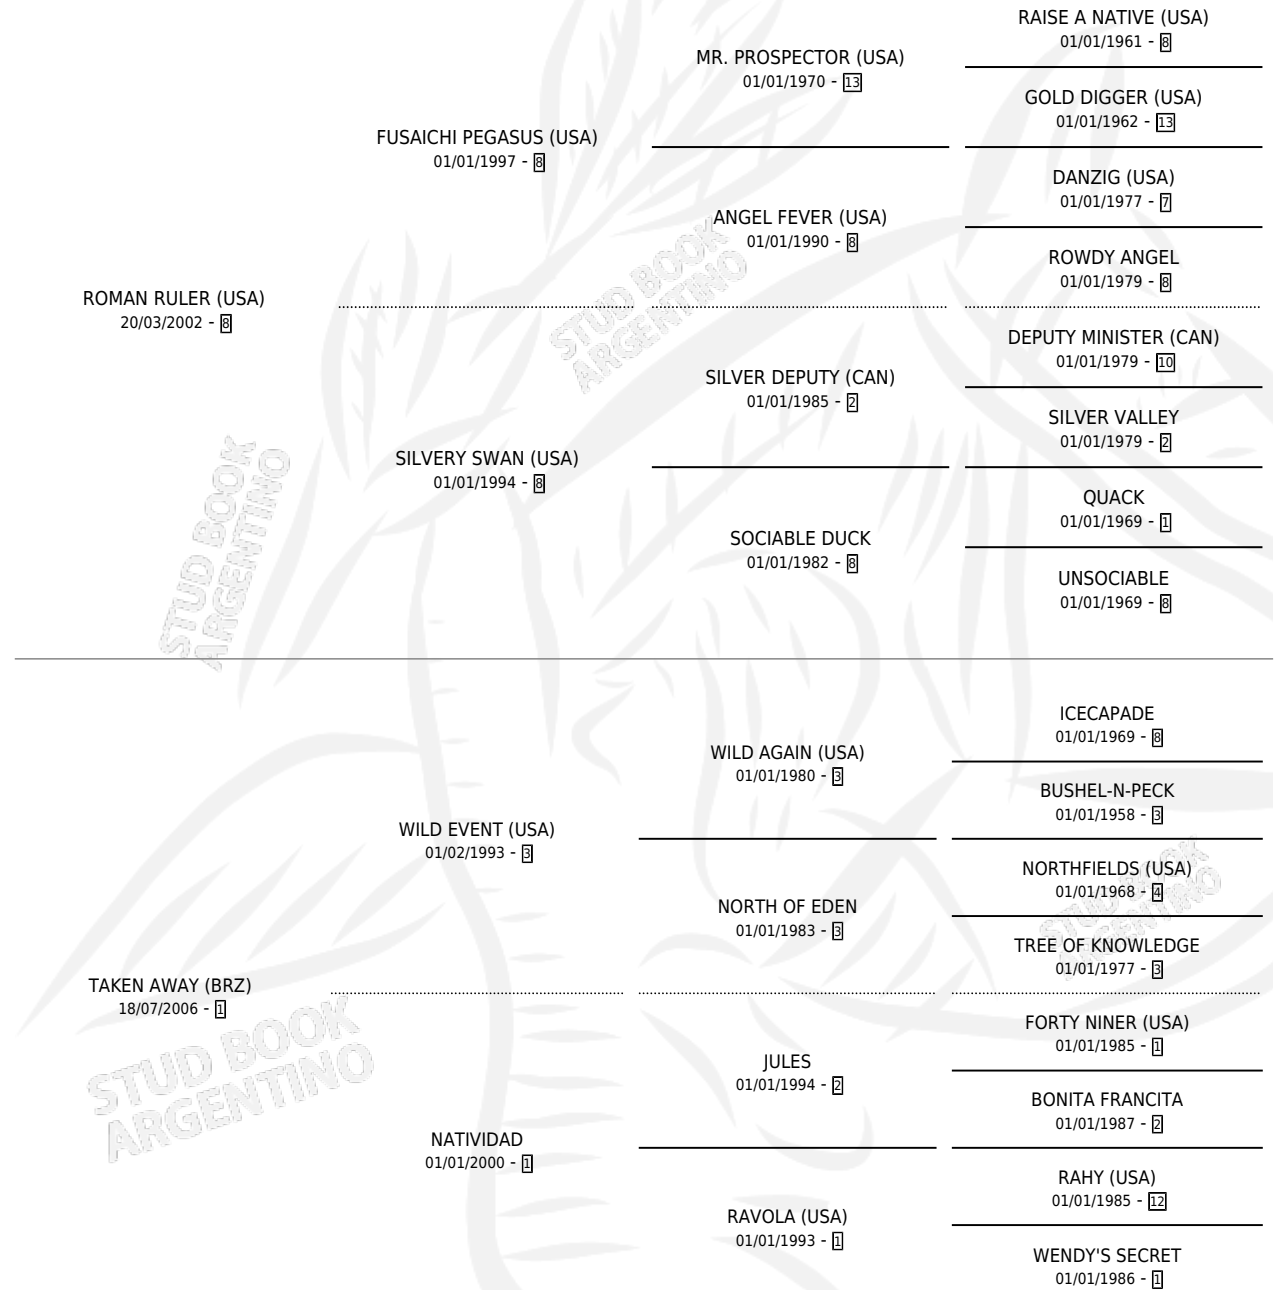 RAISE A NATIVE (USA)
01/01/1961 - 8
MR. PROSPECTOR (USA)
01/01/1970 - 13
GOLD DIGGER (USA)
01/01/1962 - 13
FUSAICHI PEGASUS (USA)
01/01/1997 - 8
DANZIG (USA)
01/01/1977 - 7
ANGEL FEVER (USA)
01/01/1990 - 8
ROWDY ANGEL
01/01/1979 - 8
ROMAN RULER (USA)
20/03/2002 - 8
DEPUTY MINISTER (CAN)
01/01/1979 - 10
SILVER DEPUTY (CAN)
01/01/1985 - 2
SILVER VALLEY
01/01/1979 - 2
SILVERY SWAN (USA)
01/01/1994 - 8
QUACK
01/01/1969 - 1
SOCIABLE DUCK
01/01/1982 - 8
UNSOCIABLE
01/01/1969 - 8
ICECAPADE
01/01/1969 - 8
WILD AGAIN (USA)
01/01/1980 - 3
BUSHEL-N-PECK
01/01/1958 - 3
WILD EVENT (USA)
01/02/1993 - 3
NORTHFIELDS (USA)
01/01/1968 - 4
NORTH OF EDEN
01/01/1983 - 3
TREE OF KNOWLEDGE
01/01/1977 - 3
TAKEN AWAY (BRZ)
18/07/2006 - 1
FORTY NINER (USA)
01/01/1985 - 1
JULES
01/01/1994 - 2
BONITA FRANCITA
01/01/1987 - 2
NATIVIDAD
01/01/2000 - 1
RAHY (USA)
01/01/1985 - 12
RAVOLA (USA)
01/01/1993 - 1
WENDY'S SECRET
01/01/1986 - 1
STUD BOOK
ARGENTINO
STUD BOOK
ARGENTINO
STUD BOOK
ARGENTINO
STUD BOOK
ARGENTINO